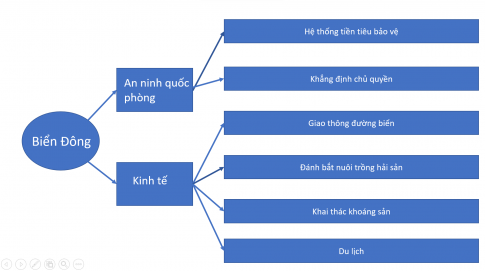 Biển Đông
An ninh quốc
phòng
Hệ thống tiền tiêu bảo vệ
Khẳng định chủ quyền
Kinh tế
Giao thông đường biển
Đánh bắt nuôi trồng hải sản
Khai thác khoáng sản
Du lịch